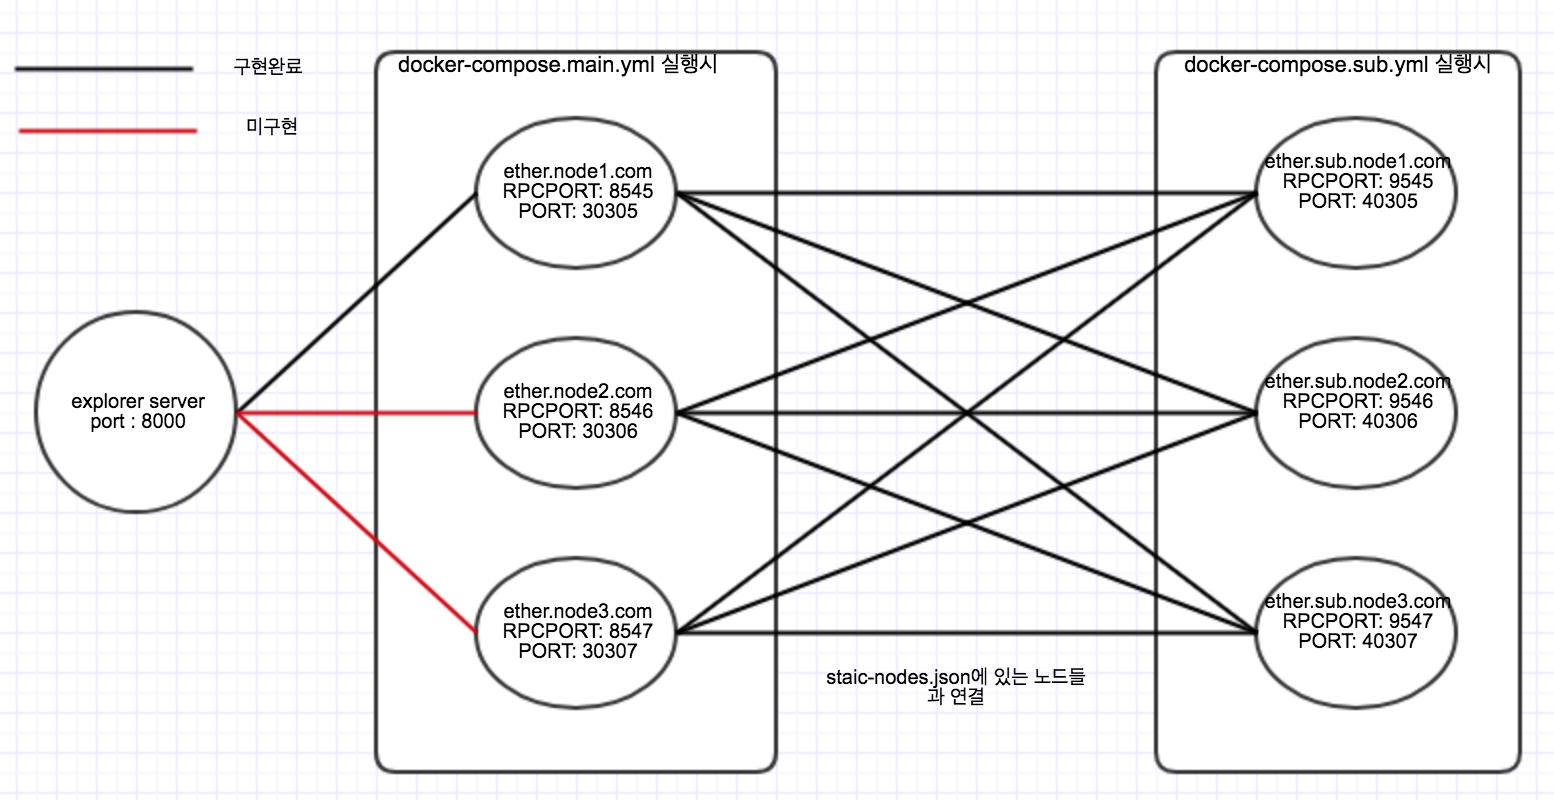 구현완료
미구현
docker-compose.main.yml 실행시
docker-compose.sub.yml 실행시
explorer server
port : 8000
ether.node1.com
RPCPORT: 8545
PORT: 30305
ether.node2.com
RPCPORT: 8546
PORT: 30306
ether.node3.com
RPCPORT: 8547
PORT: 30307
ether.sub.node1.com
RPCPORT: 9545
PORT: 40305
ether.sub.node2.com
RPCPORT: 9546
PORT: 40306
ether.sub.node3.com
RPCPORT: 9547
PORT: 40307
staic-nodes.json에 있는 노드들
과 연결